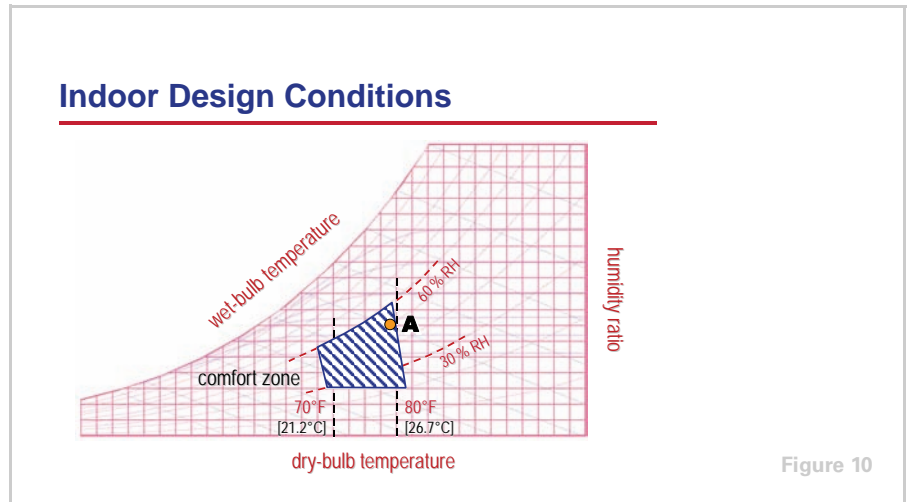 Indoor Design Conditions
wet-bulb temperature
60 % RH
A
humidity ratio
30 % RH
comfort zone
70°F
80°F
[21.2°C]
[26.7°C]
dry-bulb temperature
Figure 10